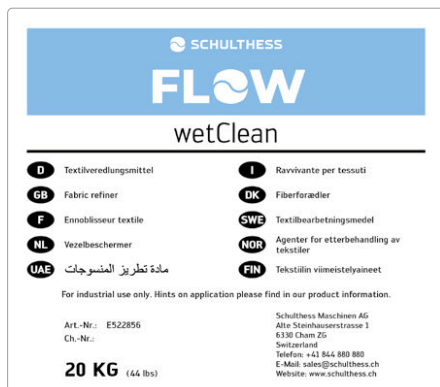 SCHULTHESS
FLOW
wetClean
D Textilveredlungsmittel
GB Fabric refiner
F Ennoblisseur textile
NL Vezelbeschermer
UAE مادة تطريز المنسوجات
I Ravvivante per tessuti
DK Fiberforædler
SWE Textilbearbetningsmedel
NOR Agenter for etterbehandling av
tekstiler
FIN Tekstiilin viimeistelyaineet
For industrial use only. Hints on application please find in our product information.
Art.-Nr.: E522856
Ch.-Nr.:
20 KG (44 lbs)
Schulthess Maschinen AG
Alte Steinhauserstrasse 1
6330 Cham ZG
Switzerland
Telefon: +41 844 880 880
E-Mail: sales@schulthess.ch
Website: www.schulthess.ch